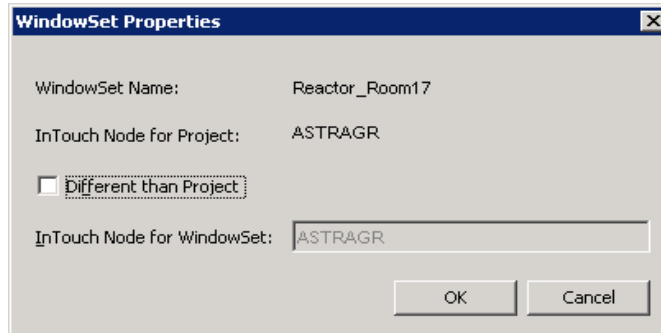 WindowSet Properties
WindowSet Name: Reactor_Room17
InTouch Node for Project: ASTRAGR
Different than Project
InTouch Node for WindowSet: ASTRAGR
OK Cancel